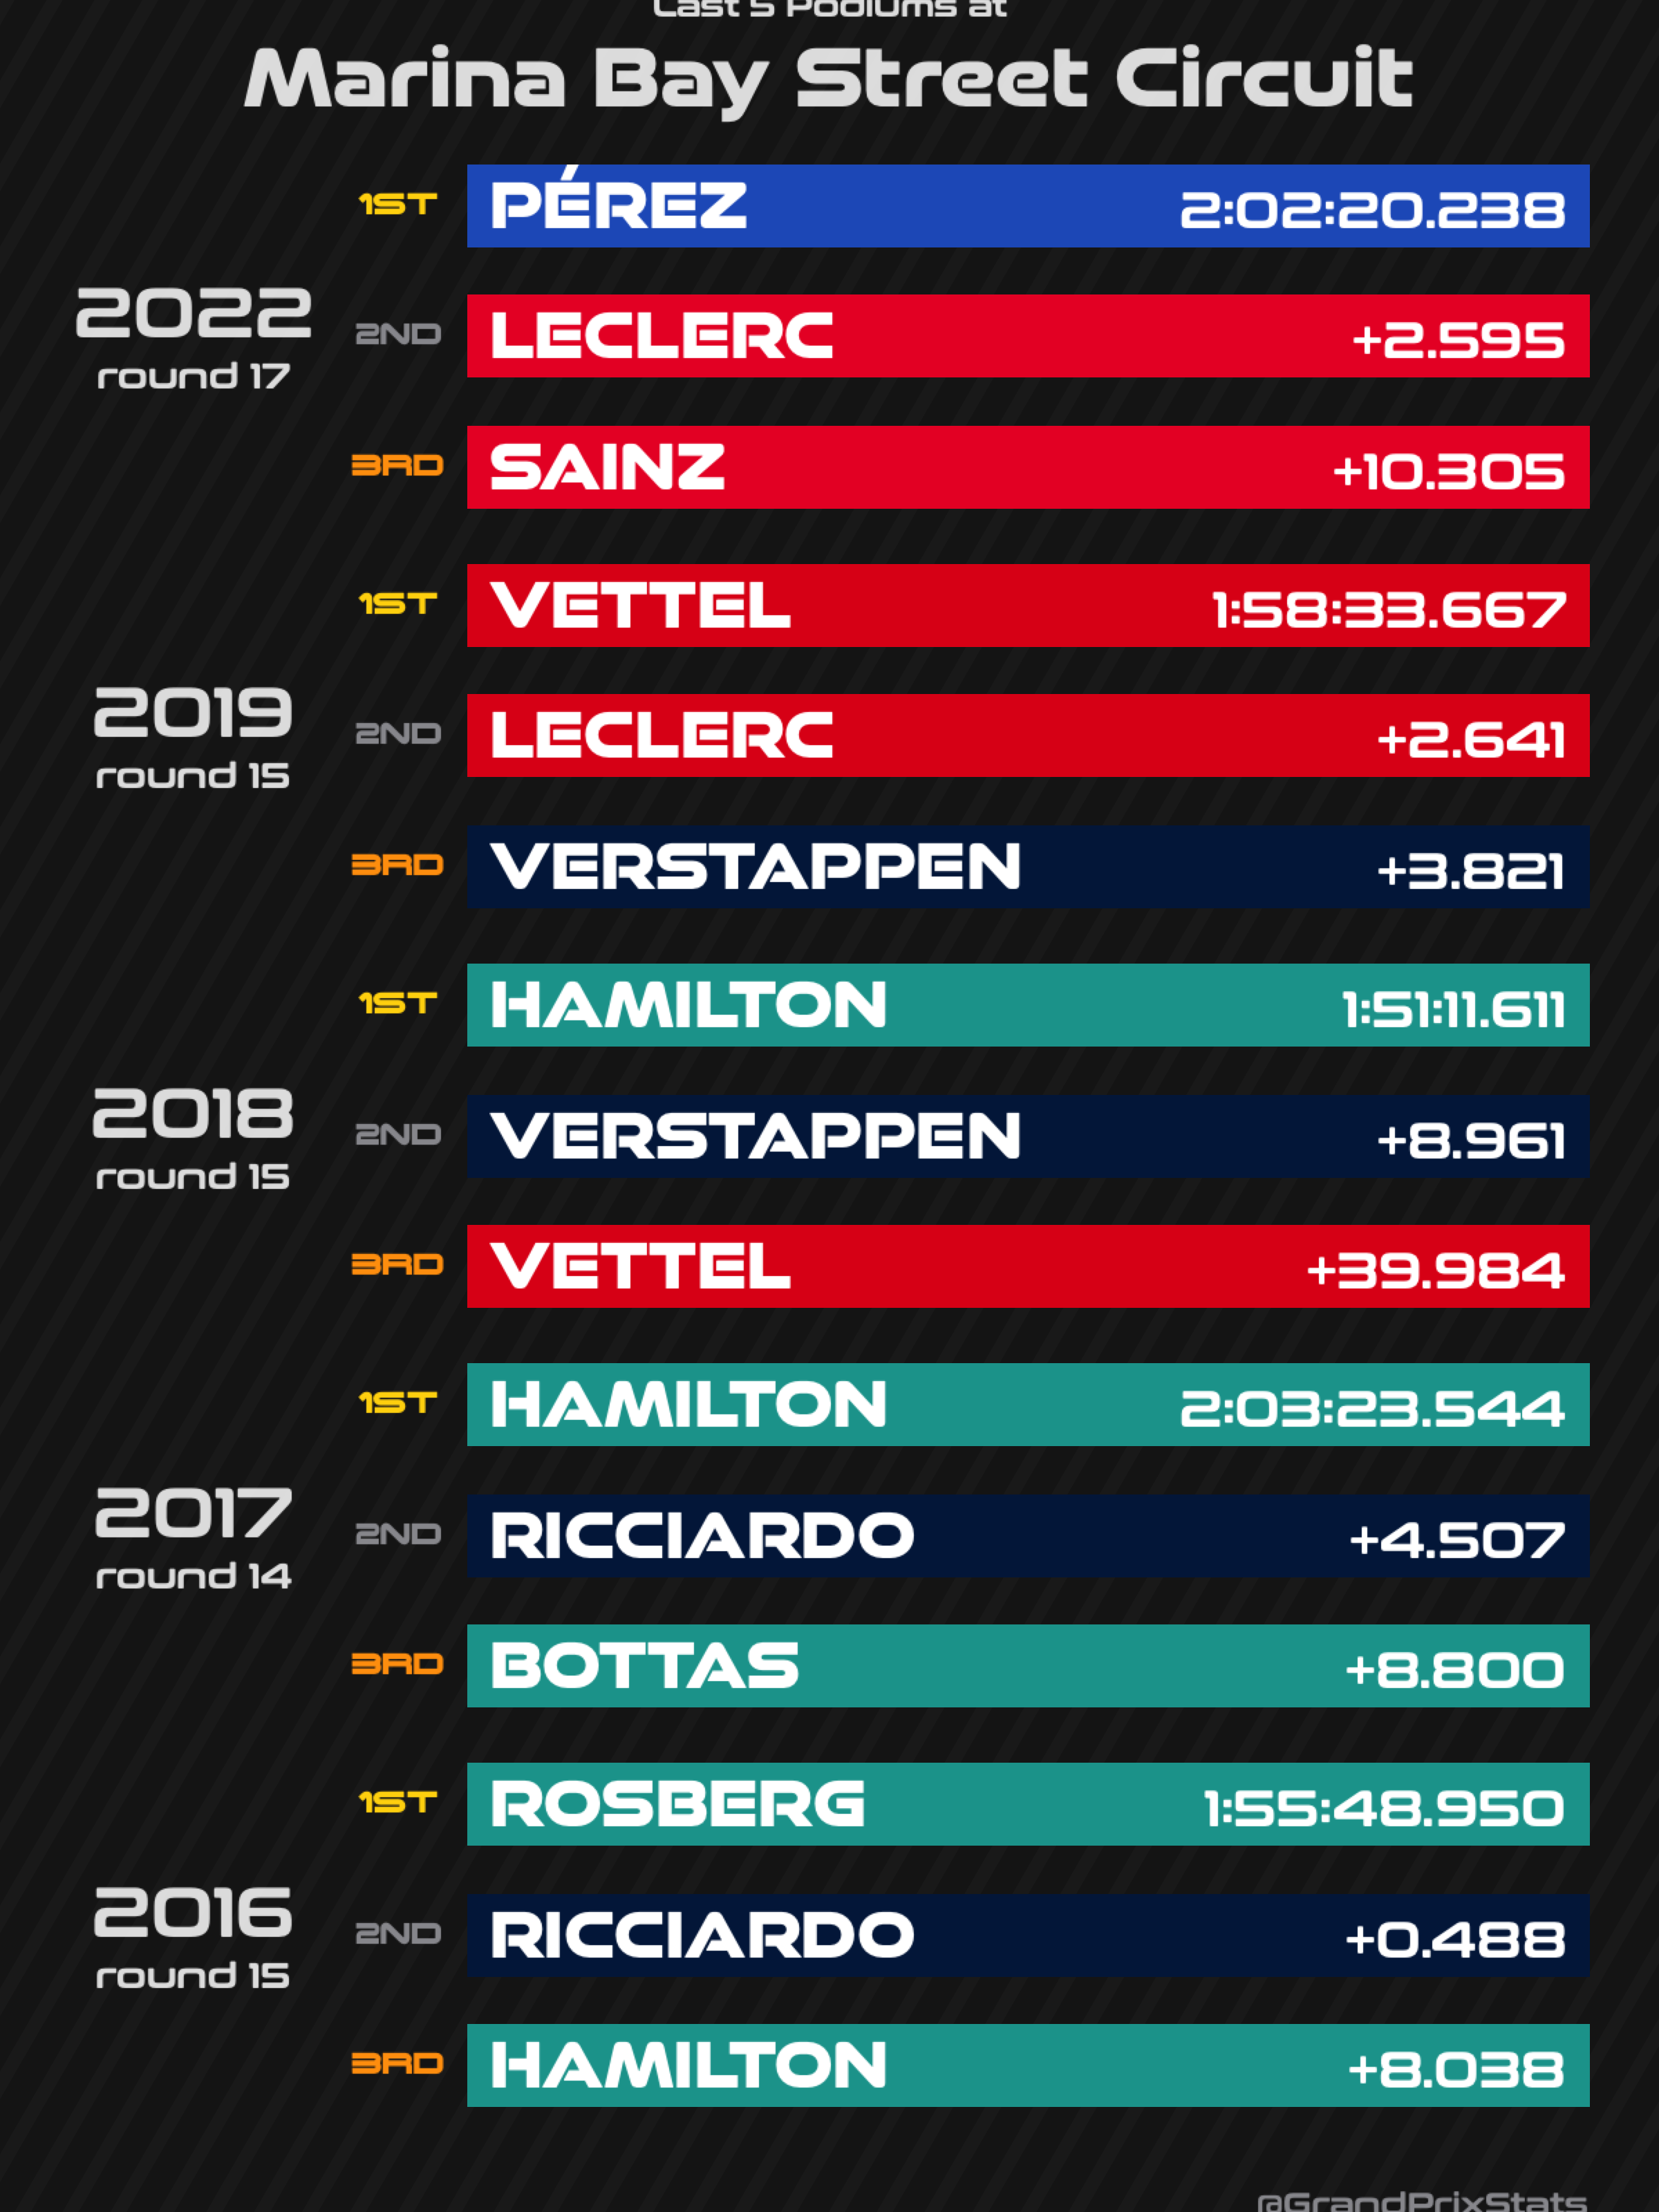 Last 5 Podiums at
Marina Bay Street Circuit
2022
round 17
1ST PÉREZ 2:02:20.238
2ND LECLERC +2.595
3RD SAINZ +10.305
2019
round 15
1ST VETTEL 1:58:33.667
2ND LECLERC +2.641
3RD VERSTAPPEN +3.821
2018
round 15
1ST HAMILTON 1:51:11.611
2ND VERSTAPPEN +8.961
3RD VETTEL +39.984
2017
round 14
1ST HAMILTON 2:03:23.544
2ND RICCIARDO +4.507
3RD BOTTAS +8.800
2016
round 15
1ST ROSBERG 1:55:48.950
2ND RICCIARDO +0.488
3RD HAMILTON +8.038
@GrandPrixStats